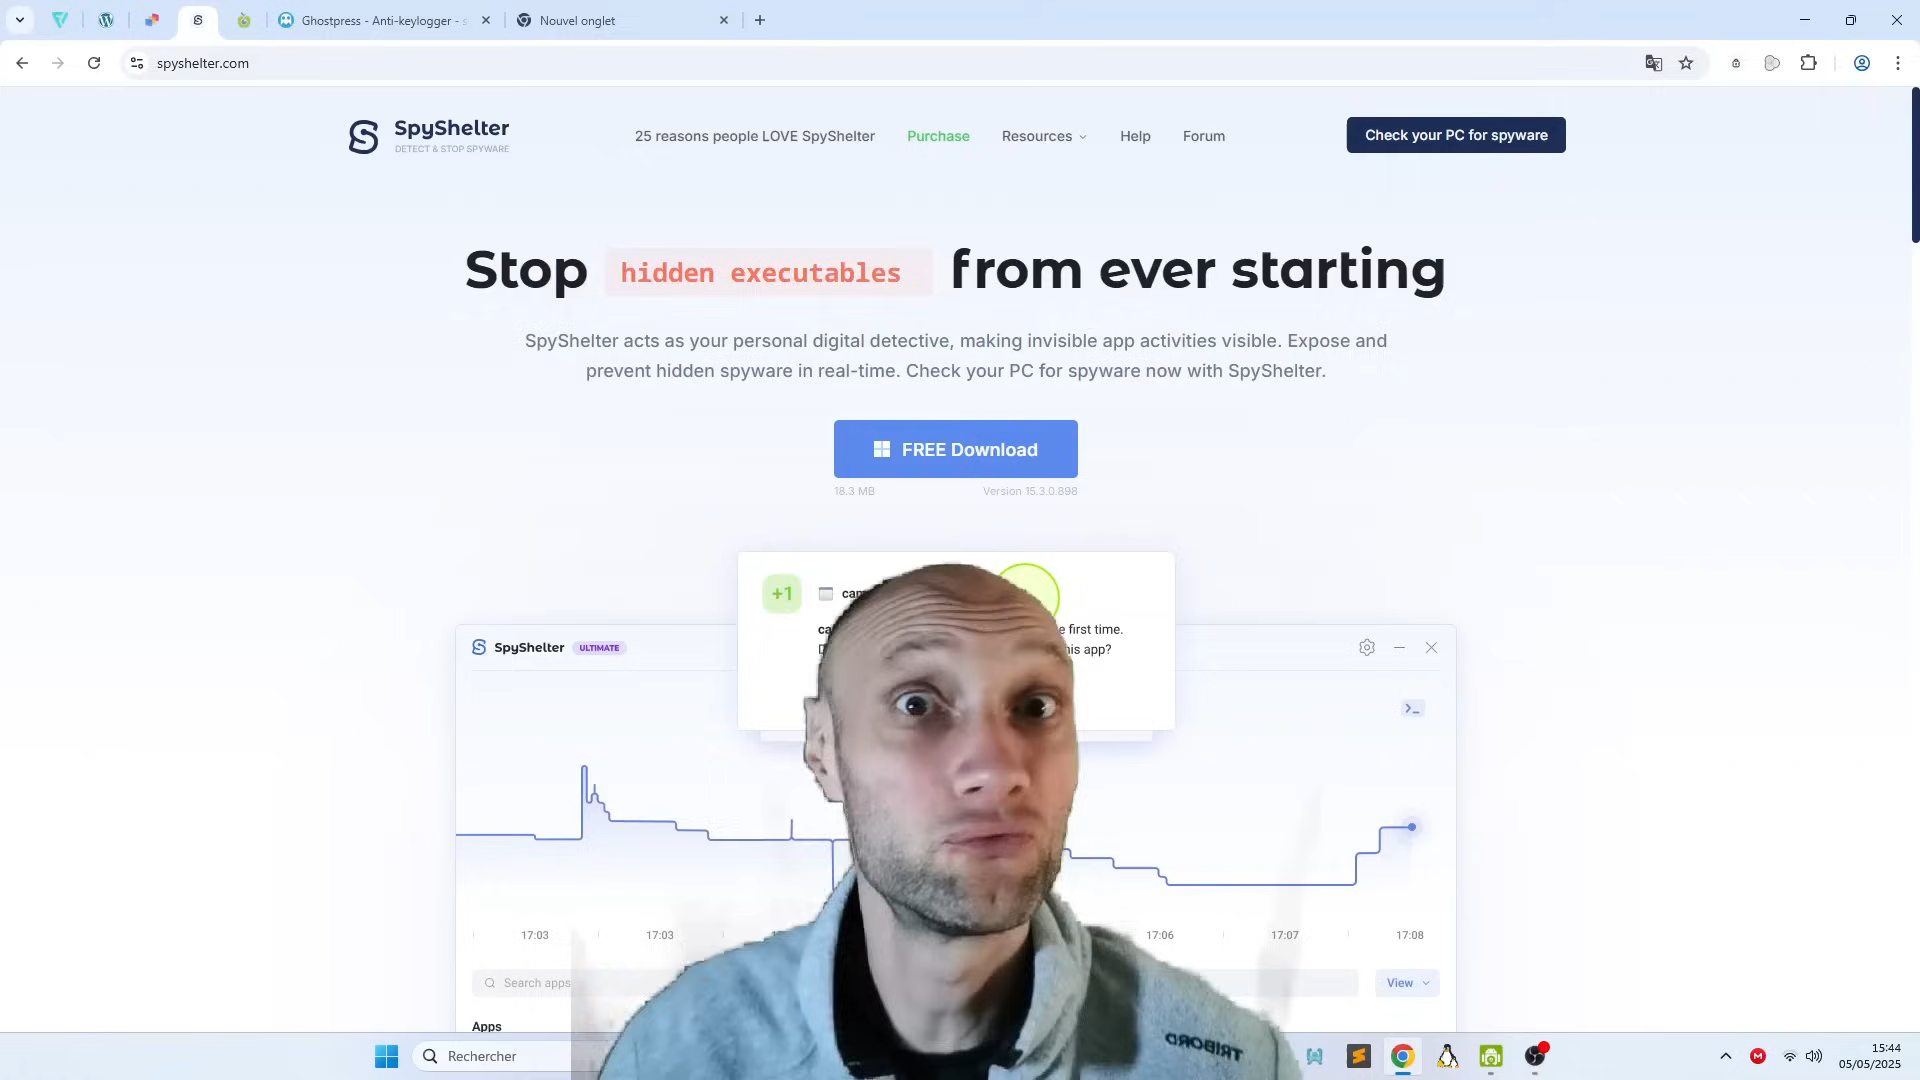 Ghostpress - Anti-keylogger - s
Nouvel onglet
spyshelter.com
SpyShelter
DETECT & STOP SPYWARE
25 reasons people LOVE SpyShelter
Purchase
Resources
Help
Forum
Check your PC for spyware
Stop hidden executables from ever starting
SpyShelter acts as your personal digital detective, making invisible app activities visible. Expose and
prevent hidden spyware in real-time. Check your PC for spyware now with SpyShelter.
FREE Download
18.3 MB
Version 15.3.0.898
+1
e first time.
his app?
SpyShelter
ULTIMATE
17:03
17:03
17:06
17:07
17:08
Search apps
View
Apps
TRIBORD
Rechercher
15:44
05/05/2025